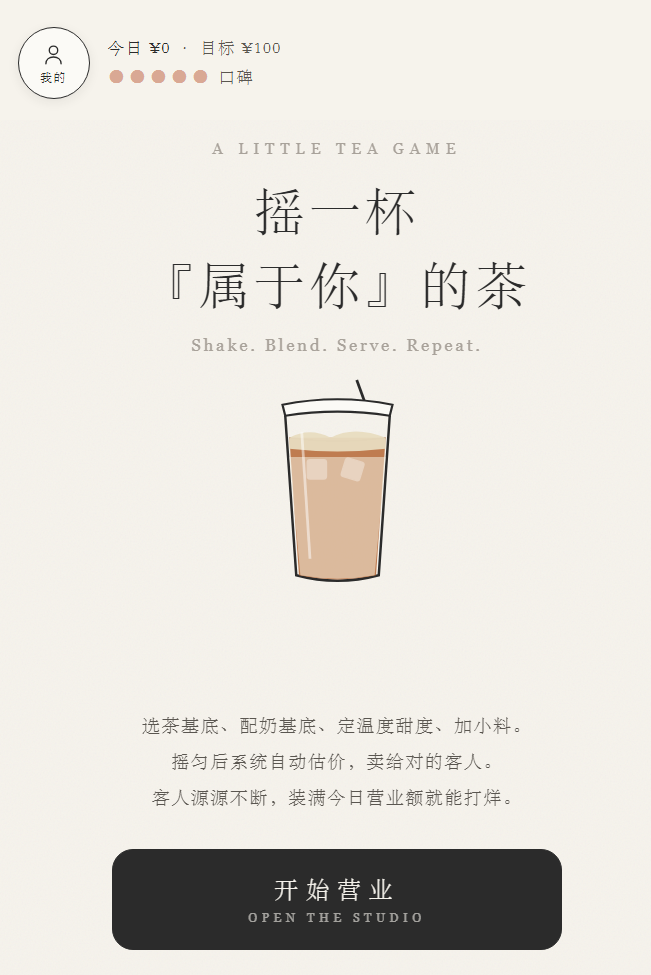 我的
今日 ¥0 · 目标 ¥100
口碑
A LITTLE TEA GAME
摇一杯
『属于你』的茶
Shake. Blend. Serve. Repeat.
选茶基底、配奶基底、定温度甜度、加小料。
摇匀后系统自动估价，卖给对的客人。
客人源源不断，装满今日营业额就能打烊。
开始营业
OPEN THE STUDIO